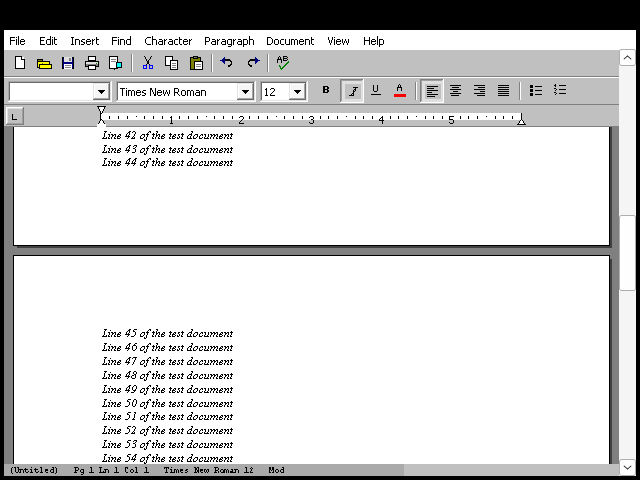 File Edit Insert Find Character Paragraph Document View Help
ABC
Times New Roman 12 B I U A
L 1 2 3 4 5
Line 42 of the test document
Line 43 of the test document
Line 44 of the test document
Line 45 of the test document
Line 46 of the test document
Line 47 of the test document
Line 48 of the test document
Line 49 of the test document
Line 50 of the test document
Line 51 of the test document
Line 52 of the test document
Line 53 of the test document
Line 54 of the test document
(Untitled) Pg 1 Ln 1 Col 1 Times New Roman 12 Mod